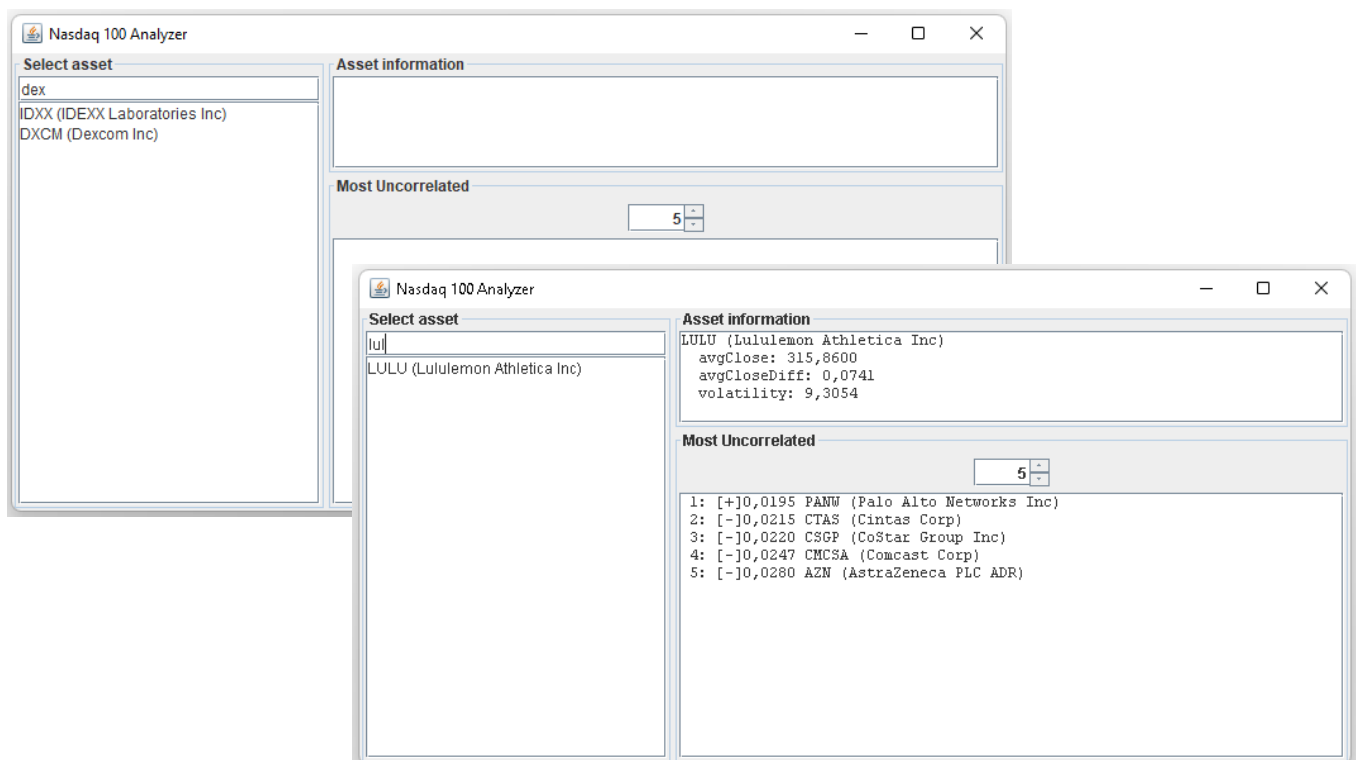 Nasdaq 100 Analyzer
Select asset
dex
IDXX (IDEXX Laboratories Inc)
DXCM (Dexcom Inc)
Asset information
Most Uncorrelated
5
Nasdaq 100 Analyzer
Select asset
lul
LULU (Lululemon Athletica Inc)
Asset information
LULU (Lululemon Athletica Inc)
avgClose: 315,8600
avgCloseDiff: 0,0741
volatility: 9,3054
Most Uncorrelated
5
1: [+]0,0195 PANW (Palo Alto Networks Inc)
2: [-]0,0215 CTAS (Cintas Corp)
3: [-]0,0220 CSGP (CoStar Group Inc)
4: [-]0,0247 CMCSA (Comcast Corp)
5: [-]0,0280 AZN (AstraZeneca PLC ADR)